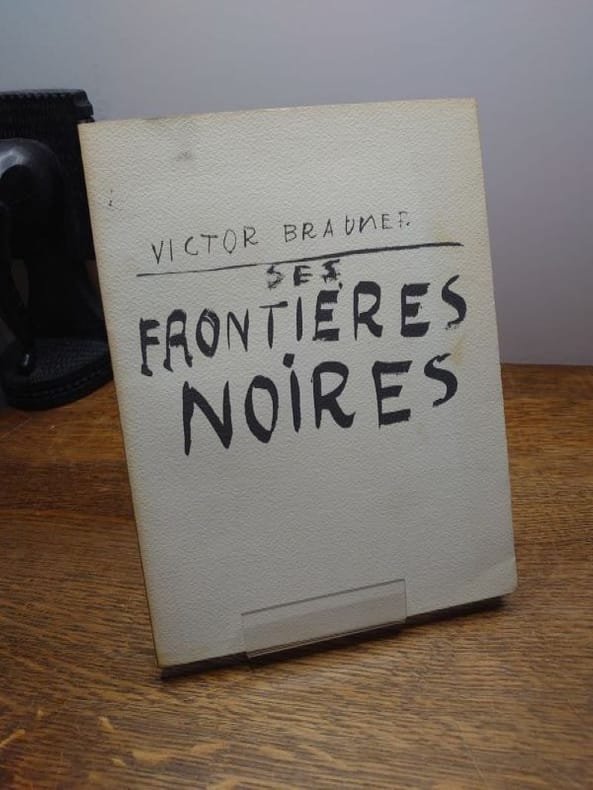 VICTOR BRAUNER
SES
FRONTIÈRES
NOIRES